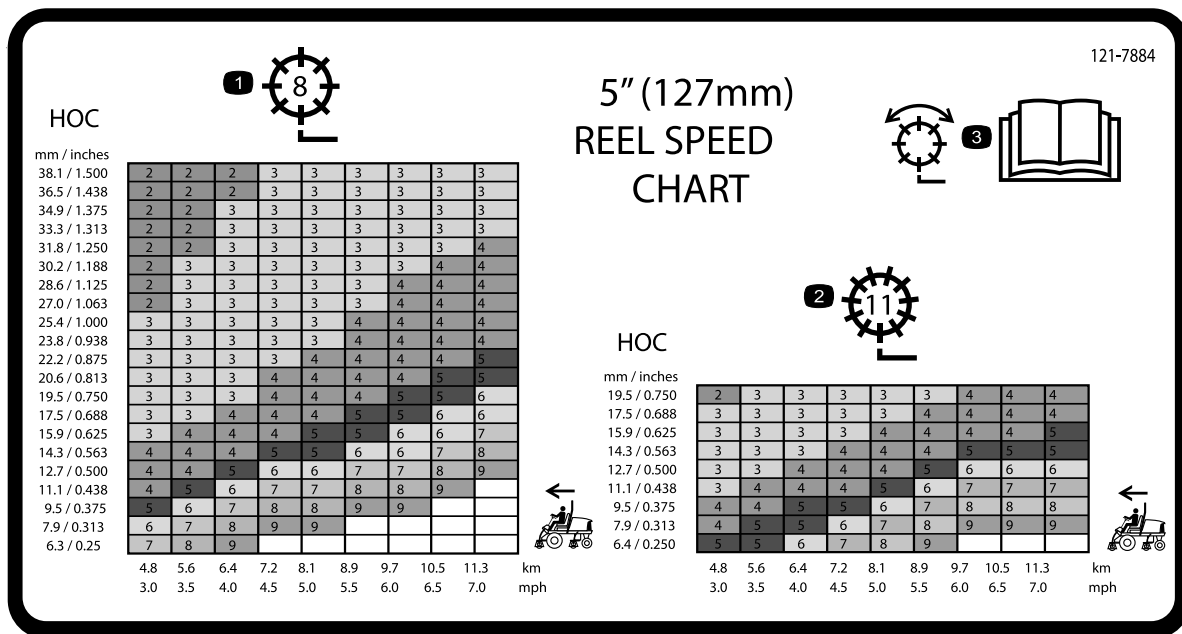 121-7884
5" (127mm)
REEL SPEED
CHART
1
8
3
HOC
mm / inches
38.1 / 1.500 2 2 2 3 3 3 3 3 3
36.5 / 1.438 2 2 2 3 3 3 3 3 3
34.9 / 1.375 2 2 3 3 3 3 3 3 3
33.3 / 1.313 2 2 3 3 3 3 3 3 3
31.8 / 1.250 2 2 3 3 3 3 3 3 4
30.2 / 1.188 2 3 3 3 3 3 3 4 4
28.6 / 1.125 2 3 3 3 3 3 4 4 4
27.0 / 1.063 2 3 3 3 3 3 4 4 4
25.4 / 1.000 3 3 3 3 3 4 4 4 4
23.8 / 0.938 3 3 3 3 3 4 4 4 4
22.2 / 0.875 3 3 3 3 4 4 4 4 5
20.6 / 0.813 3 3 3 4 4 4 4 5 5
19.5 / 0.750 3 3 3 4 4 4 5 5 6
17.5 / 0.688 3 3 4 4 4 5 5 6 6
15.9 / 0.625 3 4 4 4 5 5 6 6 7
14.3 / 0.563 4 4 4 5 5 6 6 7 8
12.7 / 0.500 4 4 5 6 6 7 7 8 9
11.1 / 0.438 4 5 6 7 7 8 8 9
9.5 / 0.375 5 6 7 8 8 9 9
7.9 / 0.313 6 7 8 9 9
6.3 / 0.25 7 8 9
4.8 5.6 6.4 7.2 8.1 8.9 9.7 10.5 11.3 km
3.0 3.5 4.0 4.5 5.0 5.5 6.0 6.5 7.0 mph
2
11
HOC
mm / inches
19.5 / 0.750 2 3 3 3 3 3 4 4 4
17.5 / 0.688 3 3 3 3 3 4 4 4 4
15.9 / 0.625 3 3 3 3 4 4 4 4 5
14.3 / 0.563 3 3 3 4 4 4 5 5 5
12.7 / 0.500 3 3 4 4 4 5 6 6 6
11.1 / 0.438 3 4 4 4 5 6 7 7 7
9.5 / 0.375 4 4 5 5 6 7 8 8 8
7.9 / 0.313 4 5 5 6 7 8 9 9 9
6.4 / 0.250 5 5 6 7 8 9
4.8 5.6 6.4 7.2 8.1 8.9 9.7 10.5 11.3 km
3.0 3.5 4.0 4.5 5.0 5.5 6.0 6.5 7.0 mph